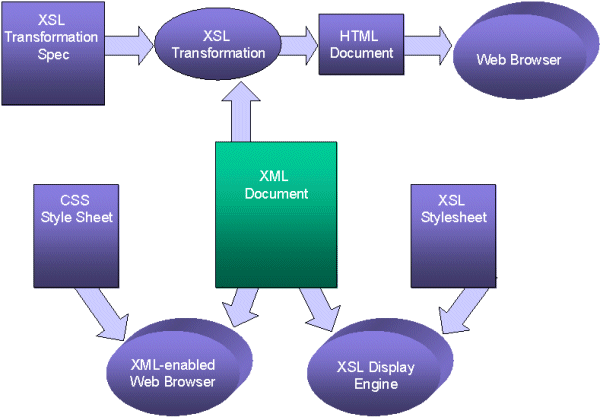 XSL
Transformation
Spec
XSL
Transformation
HTML
Document
Web Browser
XML
Document
CSS
Style Sheet
XSL
Stylesheet
XML-enabled
Web Browser
XSL Display
Engine